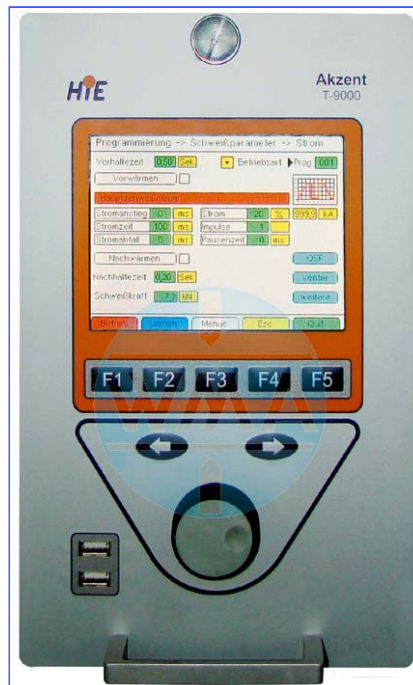 HiE
Akzent
T-9000
Programmierung -> Schweißparameter -> Strom
Vorhaltezeit 0,50 Sek Betriebsart Prog 001
Vorwärmen
Hauptschweißstrom
Stromanstieg 0 ms Strom 20 % 999,9 kA
Stromzeit 100 ms Impulse 1
Stromabfall 0 ms Pausenzeit 0 ms
Nachwärmen QSP
Nachhaltezeit 0,20 Sek Ventile
Schweißkraft 7,2 kN weitere
Betrieb Menue Esc Quit
F1 F2 F3 F4 F5
WMA